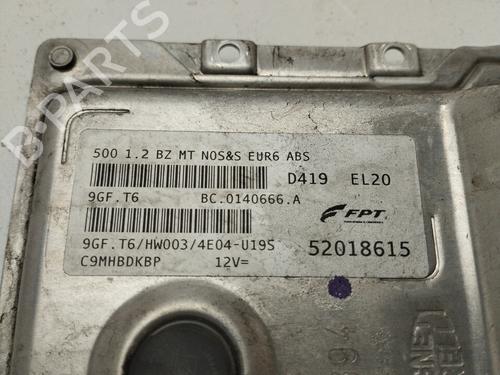 500 1.2 BZ MT NOS&S EUR6 ABS
D419 EL20
9GF.T6 BC.0140666.A
FPT
9GF.T6/HW003/4E04-U19S 52018615
C9MHBDKBP 12V=
B-PARTS